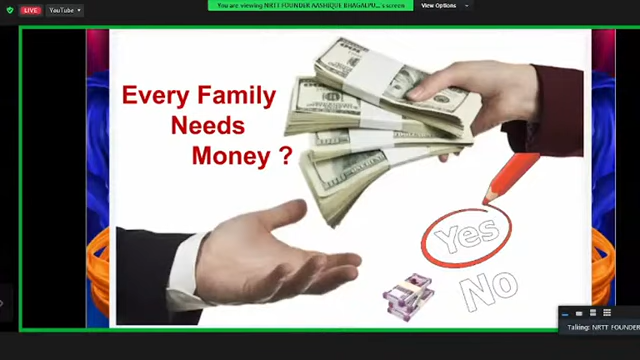 LIVE
YouTube
You are viewing NRTT FOUNDER AASHIQUE BHAGALPU... 's screen
View Options
Every Family
Needs
Money ?
Yes
No
Talking: NRTT FOUNDER